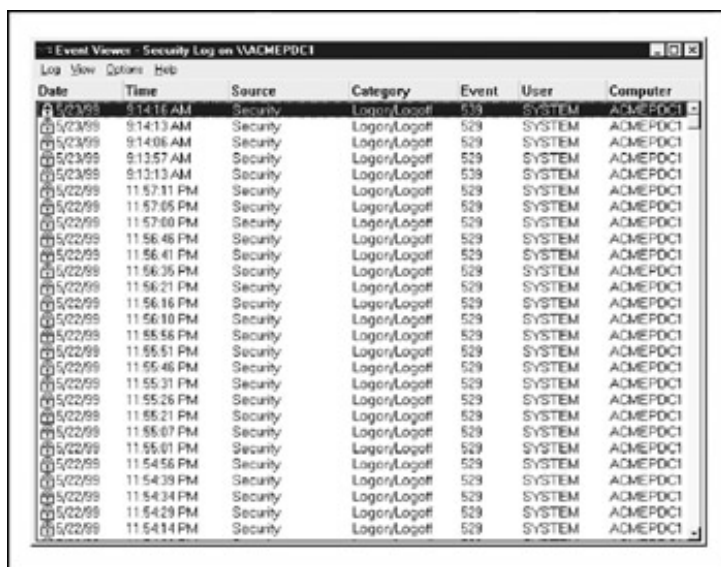 Event Viewer - Security Log on \\ACMEPDC1
Log View Options Help
Date Time Source Category Event User Computer
5/23/99 9:14:16 AM Security Logon/Logoff 539 SYSTEM ACMEPDC1
5/23/99 9:14:13 AM Security Logon/Logoff 529 SYSTEM ACMEPDC1
5/23/99 9:14:06 AM Security Logon/Logoff 529 SYSTEM ACMEPDC1
5/23/99 9:13:57 AM Security Logon/Logoff 539 SYSTEM ACMEPDC1
5/23/99 9:13:13 AM Security Logon/Logoff 539 SYSTEM ACMEPDC1
5/22/99 11:57:11 PM Security Logon/Logoff 529 SYSTEM ACMEPDC1
5/22/99 11:57:05 PM Security Logon/Logoff 529 SYSTEM ACMEPDC1
5/22/99 11:57:00 PM Security Logon/Logoff 529 SYSTEM ACMEPDC1
5/22/99 11:56:46 PM Security Logon/Logoff 529 SYSTEM ACMEPDC1
5/22/99 11:56:41 PM Security Logon/Logoff 529 SYSTEM ACMEPDC1
5/22/99 11:56:35 PM Security Logon/Logoff 529 SYSTEM ACMEPDC1
5/22/99 11:56:21 PM Security Logon/Logoff 529 SYSTEM ACMEPDC1
5/22/99 11:56:16 PM Security Logon/Logoff 529 SYSTEM ACMEPDC1
5/22/99 11:56:10 PM Security Logon/Logoff 529 SYSTEM ACMEPDC1
5/22/99 11:55:56 PM Security Logon/Logoff 529 SYSTEM ACMEPDC1
5/22/99 11:55:51 PM Security Logon/Logoff 529 SYSTEM ACMEPDC1
5/22/99 11:55:46 PM Security Logon/Logoff 529 SYSTEM ACMEPDC1
5/22/99 11:55:31 PM Security Logon/Logoff 529 SYSTEM ACMEPDC1
5/22/99 11:55:26 PM Security Logon/Logoff 529 SYSTEM ACMEPDC1
5/22/99 11:55:21 PM Security Logon/Logoff 529 SYSTEM ACMEPDC1
5/22/99 11:55:07 PM Security Logon/Logoff 529 SYSTEM ACMEPDC1
5/22/99 11:55:01 PM Security Logon/Logoff 529 SYSTEM ACMEPDC1
5/22/99 11:54:56 PM Security Logon/Logoff 529 SYSTEM ACMEPDC1
5/22/99 11:54:39 PM Security Logon/Logoff 529 SYSTEM ACMEPDC1
5/22/99 11:54:34 PM Security Logon/Logoff 529 SYSTEM ACMEPDC1
5/22/99 11:54:29 PM Security Logon/Logoff 529 SYSTEM ACMEPDC1
5/22/99 11:54:14 PM Security Logon/Logoff 529 SYSTEM ACMEPDC1